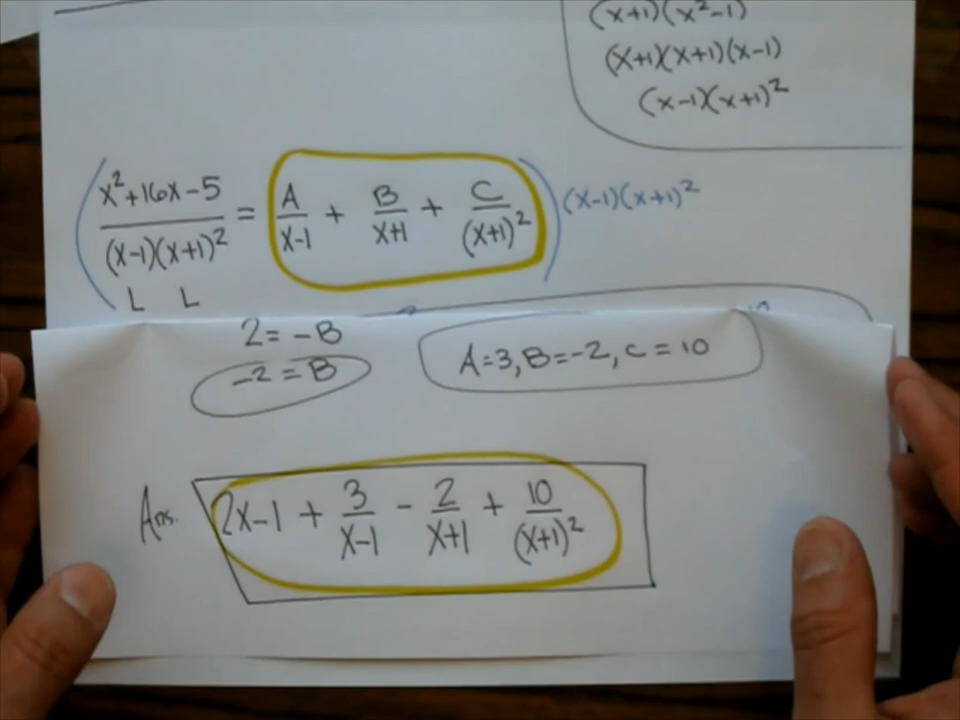 (x+1)(x²-1)
(x+1)(x+1)(x-1)
(x-1)(x+1)²
(x²+16x-5)/((x-1)(x+1)²) = A/(x-1) + B/(x+1) + C/(x+1)² ) (x-1)(x+1)²
L L
2 = -B
-2 = B
A=3, B=-2, C=10
Ans. 2x-1 + 3/(x-1) - 2/(x+1) + 10/(x+1)²